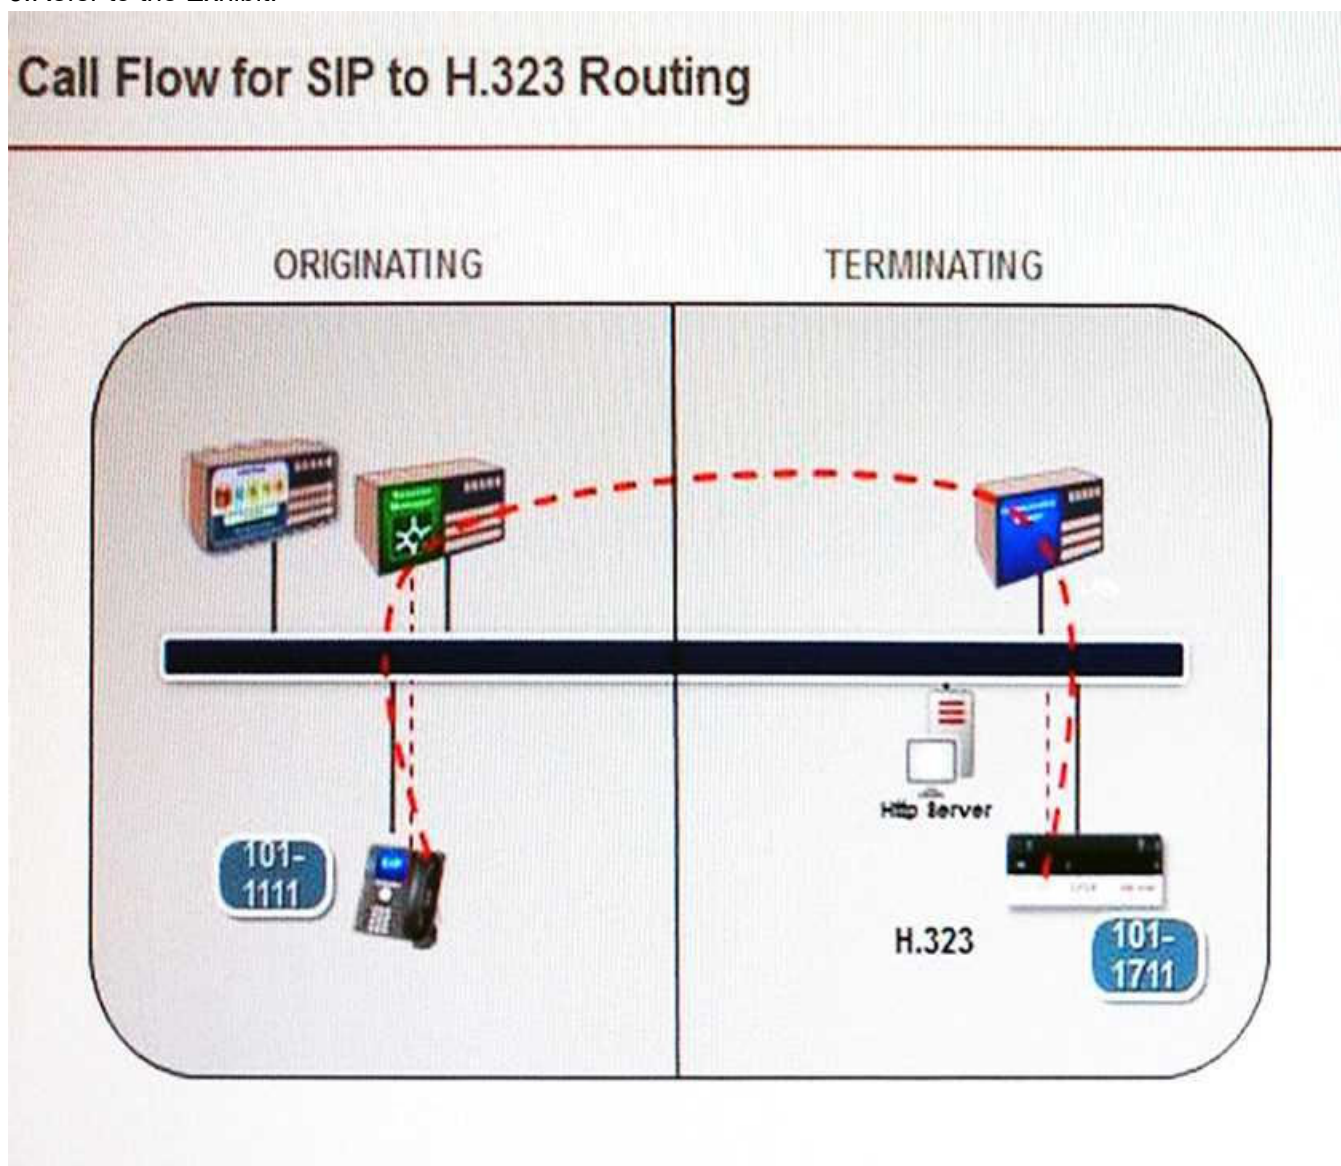 Call Flow for SIP to H.323 Routing
ORIGINATING
TERMINATING
Http Server
101-
1111
H.323
101-
1711